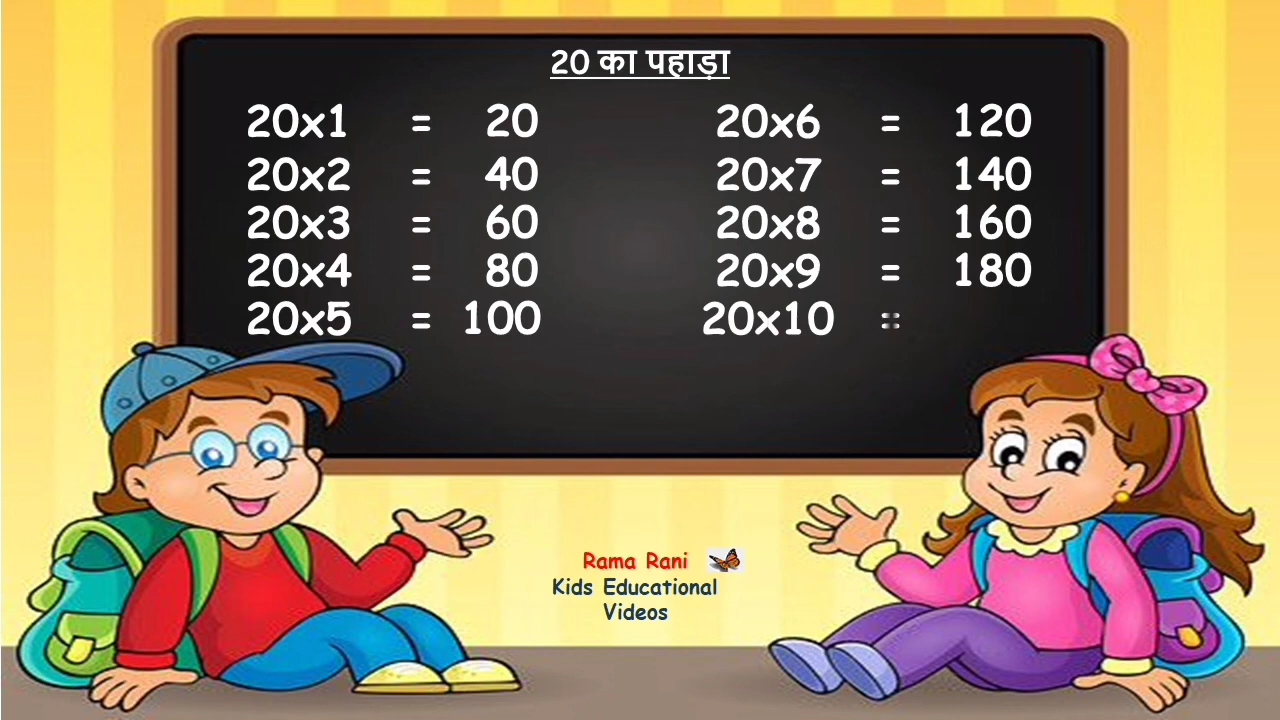 20 का पहाड़ा
20x1 = 20
20x2 = 40
20x3 = 60
20x4 = 80
20x5 = 100
20x6 = 120
20x7 = 140
20x8 = 160
20x9 = 180
20x10 =
Rama Rani
Kids Educational
Videos